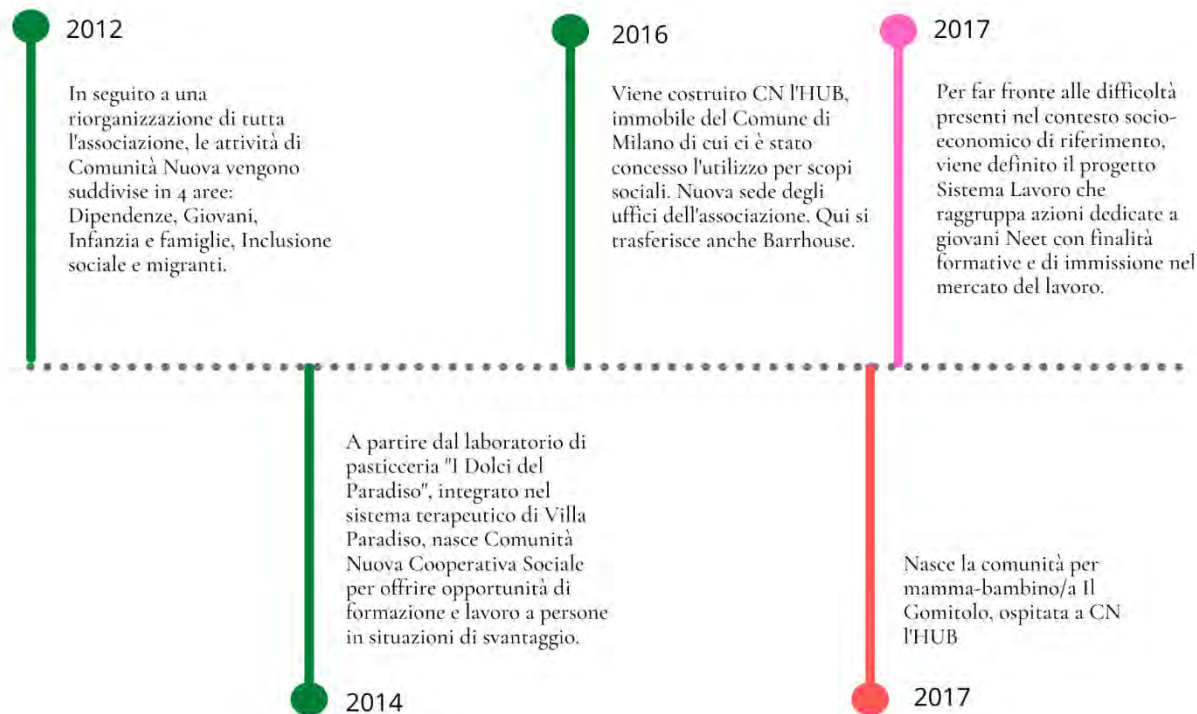 2012
In seguito a una
riorganizzazione di tutta
l'associazione, le attività di
Comunità Nuova vengono
suddivise in 4 aree:
Dipendenze, Giovani,
Infanzia e famiglie, Inclusione
sociale e migranti.
2016
Viene costruito CN l'HUB,
immobile del Comune di
Milano di cui ci è stato
concesso l'utilizzo per scopi
sociali. Nuova sede degli
uffici dell'associazione. Qui si
trasferisce anche Barrhouse.
2017
Per far fronte alle difficoltà
presenti nel contesto socio-
economico di riferimento,
viene definito il progetto
Sistema Lavoro che
raggruppa azioni dedicate a
giovani Neet con finalità
formative e di immissione nel
mercato del lavoro.
A partire dal laboratorio di
pasticceria "I Dolci del
Paradiso", integrato nel
sistema terapeutico di Villa
Paradiso, nasce Comunità
Nuova Cooperativa Sociale
per offrire opportunità di
formazione e lavoro a persone
in situazioni di svantaggio.
2014
Nasce la comunità per
mamma-bambino/a Il
Gomitolo, ospitata a CN
l'HUB
2017